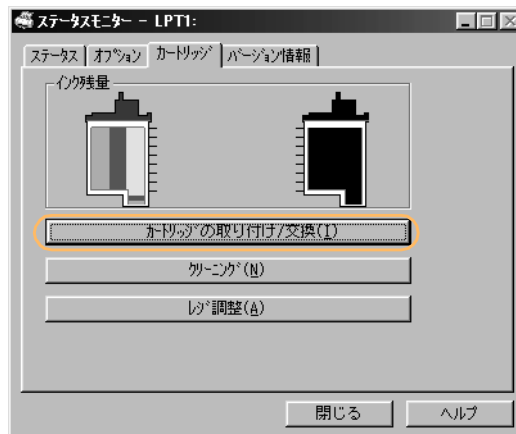 ステータスモニター - LPT1:
ステータス オプション カートリッジ バージョン情報
インク残量
カートリッジの取り付け/交換(I)
クリーニング(N)
レジ調整(A)
閉じる ヘルプ